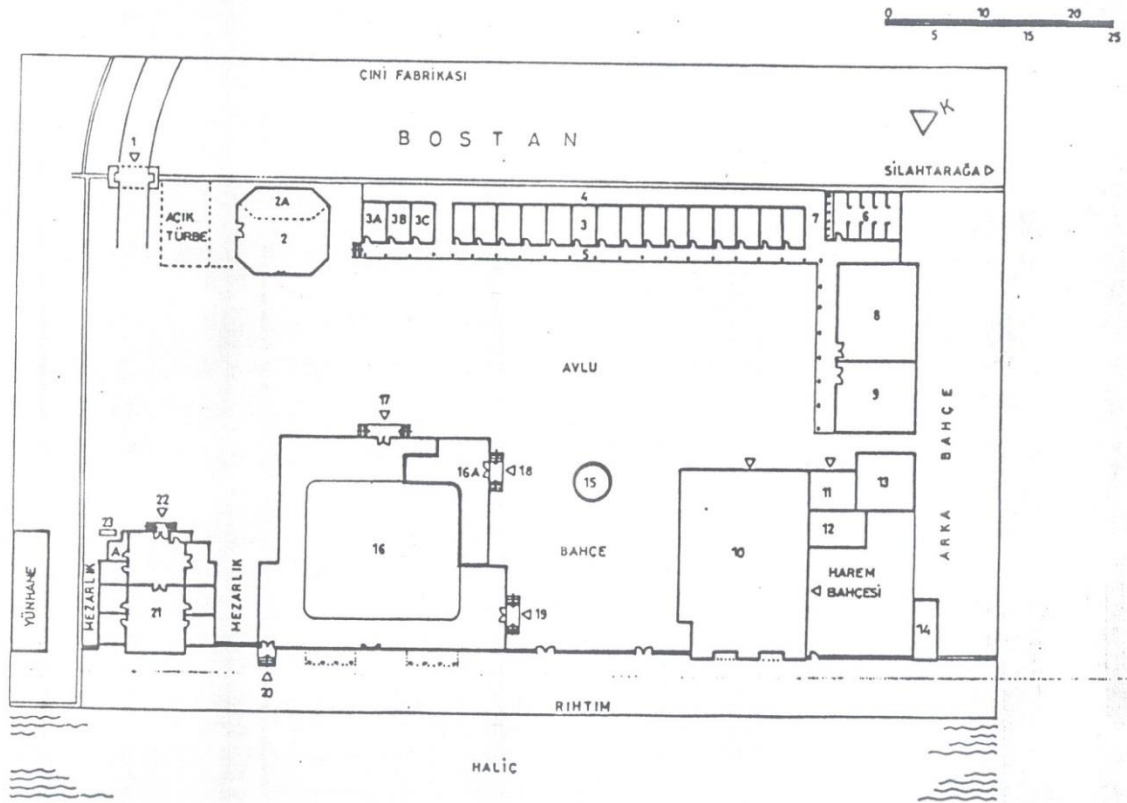 0 10 20
5 15 25
ÇİNİ FABRİKASI
BOSTAN
K
SİLAHTARAĞA
1
AÇIK
TÜRBE
2A
2
3A 3B 3C
4
3
5
7
6
8
9
AVLU
ARKA BAHÇE
17
16A
18
15
16
BAHÇE
10
11
12
13
HAREM
BAHÇESİ
14
22
23
A
21
YÜNHANE
MEZARLIK
MEZARLIK
19
20
RIHTIM
HALİÇ